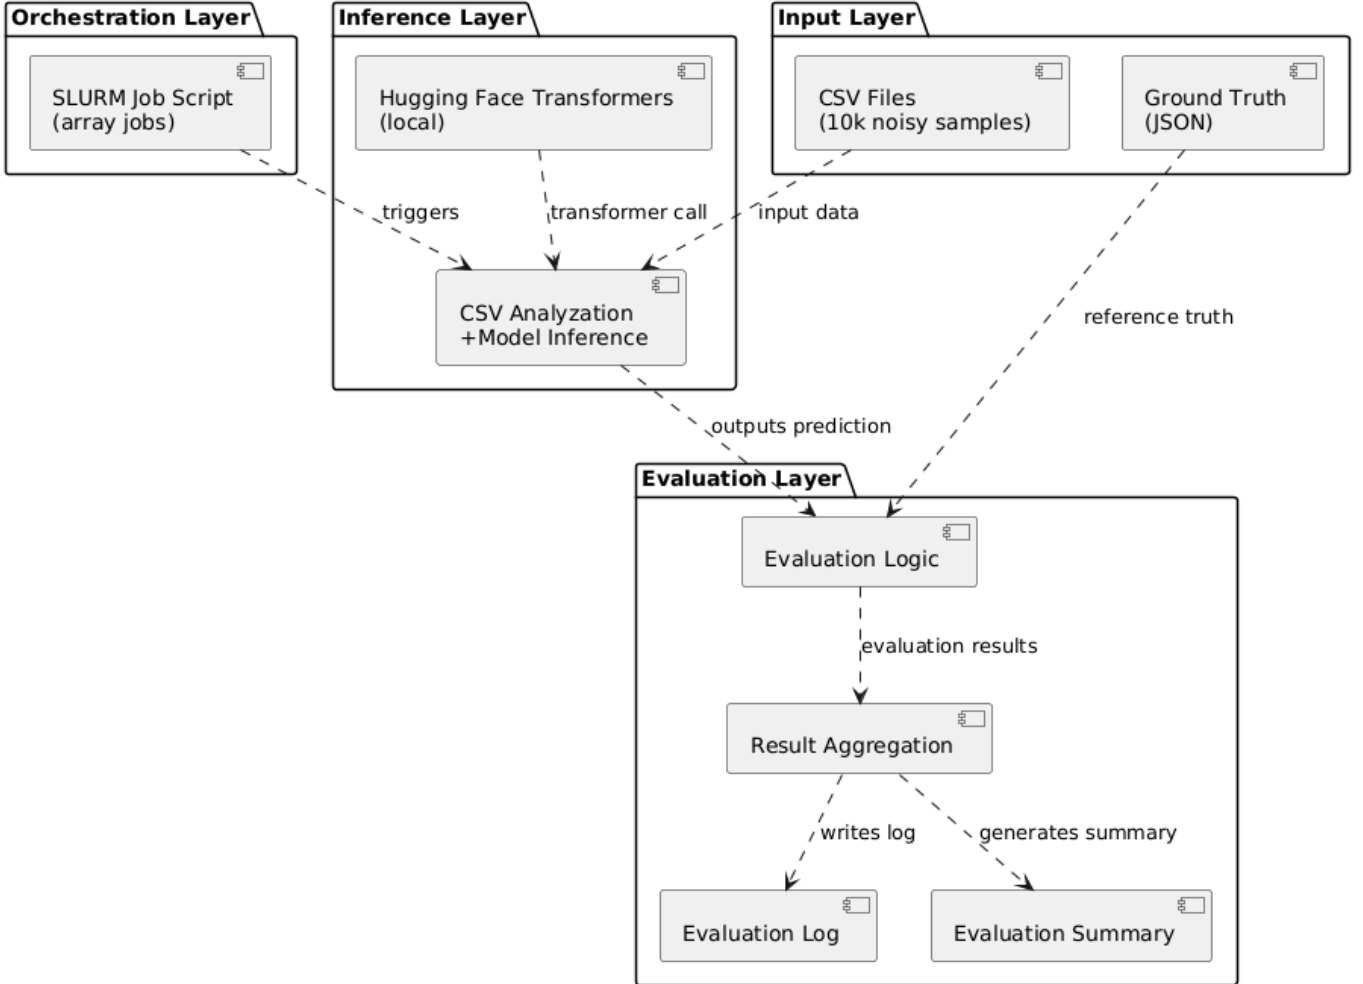 Orchestration Layer
SLURM Job Script
(array jobs)
Inference Layer
Hugging Face Transformers
(local)
Input Layer
CSV Files
(10k noisy samples)
Ground Truth
(JSON)
triggers
transformer call
input data
CSV Analyzation
+Model Inference
reference truth
outputs prediction
Evaluation Layer
Evaluation Logic
evaluation results
Result Aggregation
writes log
generates summary
Evaluation Log
Evaluation Summary